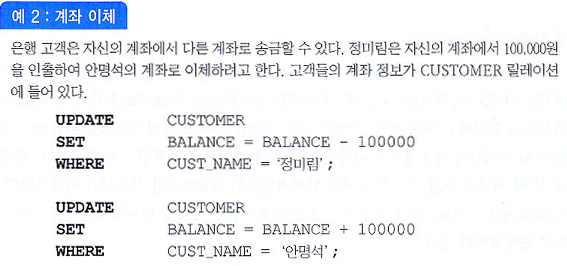 예 2 : 계좌 이체
은행 고객은 자신의 계좌에서 다른 계좌로 송금할 수 있다. 정미림은 자신의 계좌에서 100,000원
을 인출하여 안명석의 계좌로 이체하려고 한다. 고객들의 계좌 정보가 CUSTOMER 릴레이션
에 들어 있다.
UPDATE CUSTOMER
SET BALANCE = BALANCE - 100000
WHERE CUST_NAME = ‘정미림’;
UPDATE CUSTOMER
SET BALANCE = BALANCE + 100000
WHERE CUST_NAME = ‘안명석’;